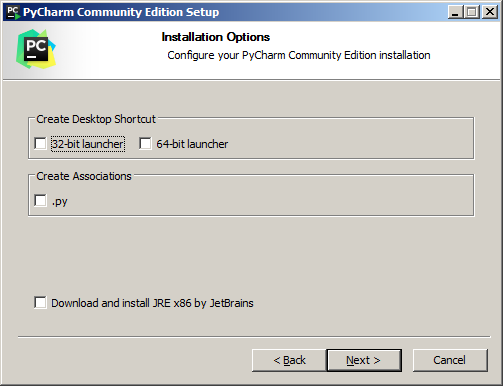 PC PyCharm Community Edition Setup
PC
Installation Options
Configure your PyCharm Community Edition installation
Create Desktop Shortcut
32-bit launcher 64-bit launcher
Create Associations
.py
Download and install JRE x86 by JetBrains
< Back Next > Cancel